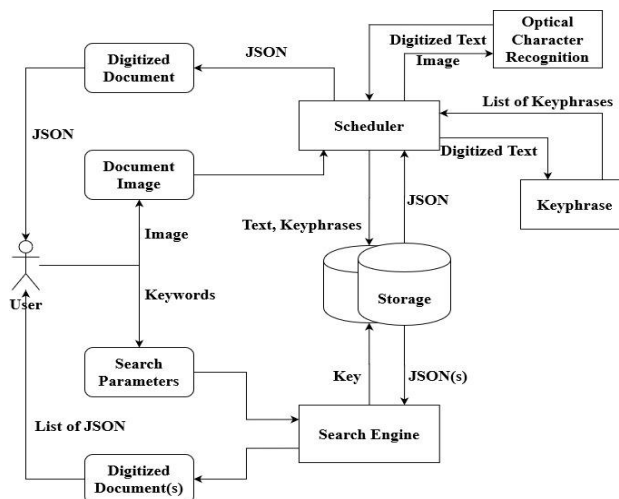 Digitized
Document
JSON
Digitized Text
Image
Optical
Character
Recognition
Scheduler
List of Keyphrases
Digitized Text
JSON
Document
Image
Keyphrase
Image
Text, Keyphrases
JSON
User
Keywords
Storage
Search
Parameters
Key
JSON(s)
List of JSON
Search Engine
Digitized
Document(s)